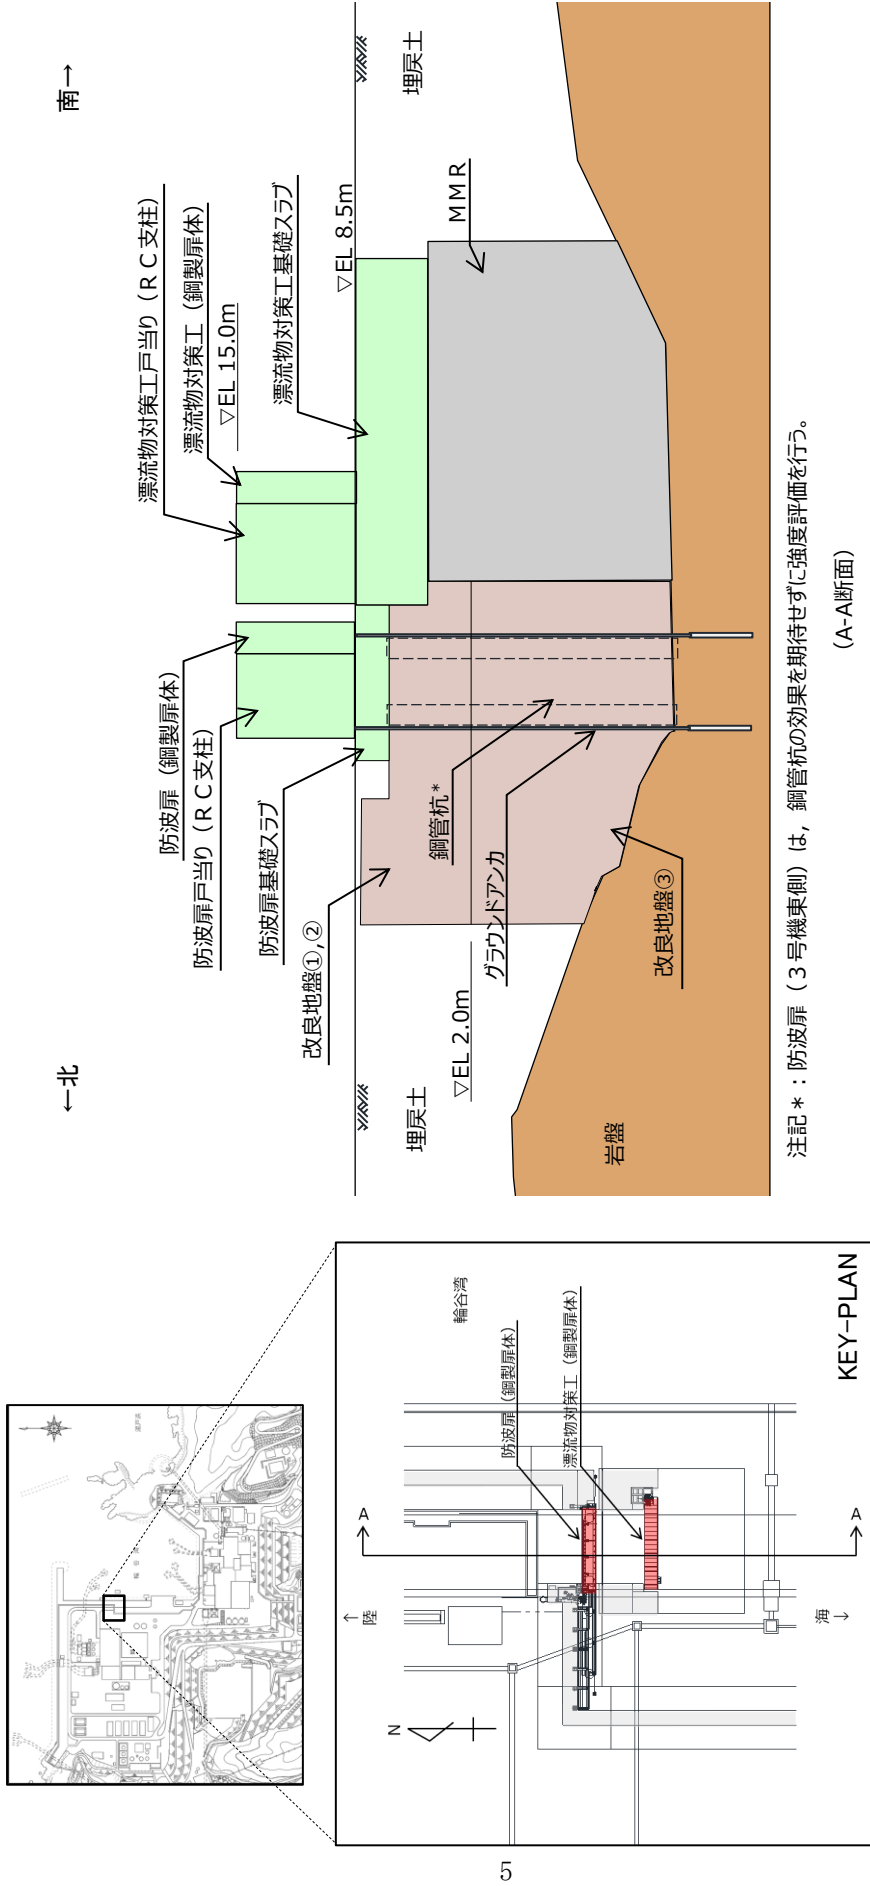 ←北
南→
防波扉（鋼製扉体）
防波扉戸当り（ＲＣ支柱）
防波扉基礎スラブ
改良地盤①,②
漂流物対策工戸当り（ＲＣ支柱）
漂流物対策工（鋼製扉体）
▽EL 15.0m
漂流物対策工基礎スラブ
▽EL 8.5m
埋戻土
埋戻土
ＭＭＲ
▽EL 2.0m
鋼管杭*
グラウンドアンカ
改良地盤③
岩盤
注記＊：防波扉（３号機東側）は，鋼管杭の効果を期待せずに強度評価を行う。
(A-A断面)
輪谷湾
防波扉（鋼製扉体）
漂流物対策工（鋼製扉体）
A
A
陸
海
N
KEY-PLAN
5